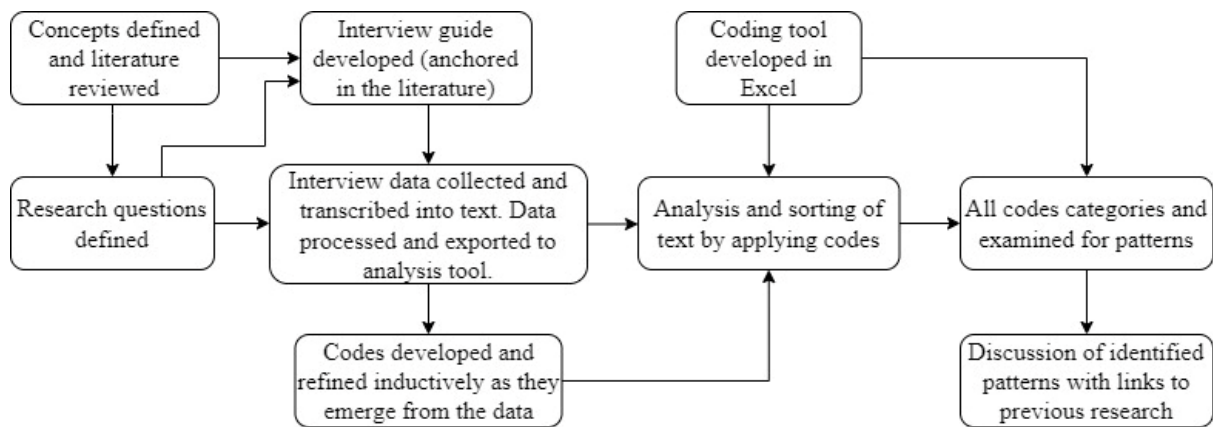 Concepts defined
and literature
reviewed
Interview guide
developed (anchored
in the literature)
Coding tool
developed in
Excel
Research questions
defined
Interview data collected and
transcribed into text. Data
processed and exported to
analysis tool.
Analysis and sorting of
text by applying codes
All codes categories and
examined for patterns
Codes developed and
refined inductively as they
emerge from the data
Discussion of identified
patterns with links to
previous research